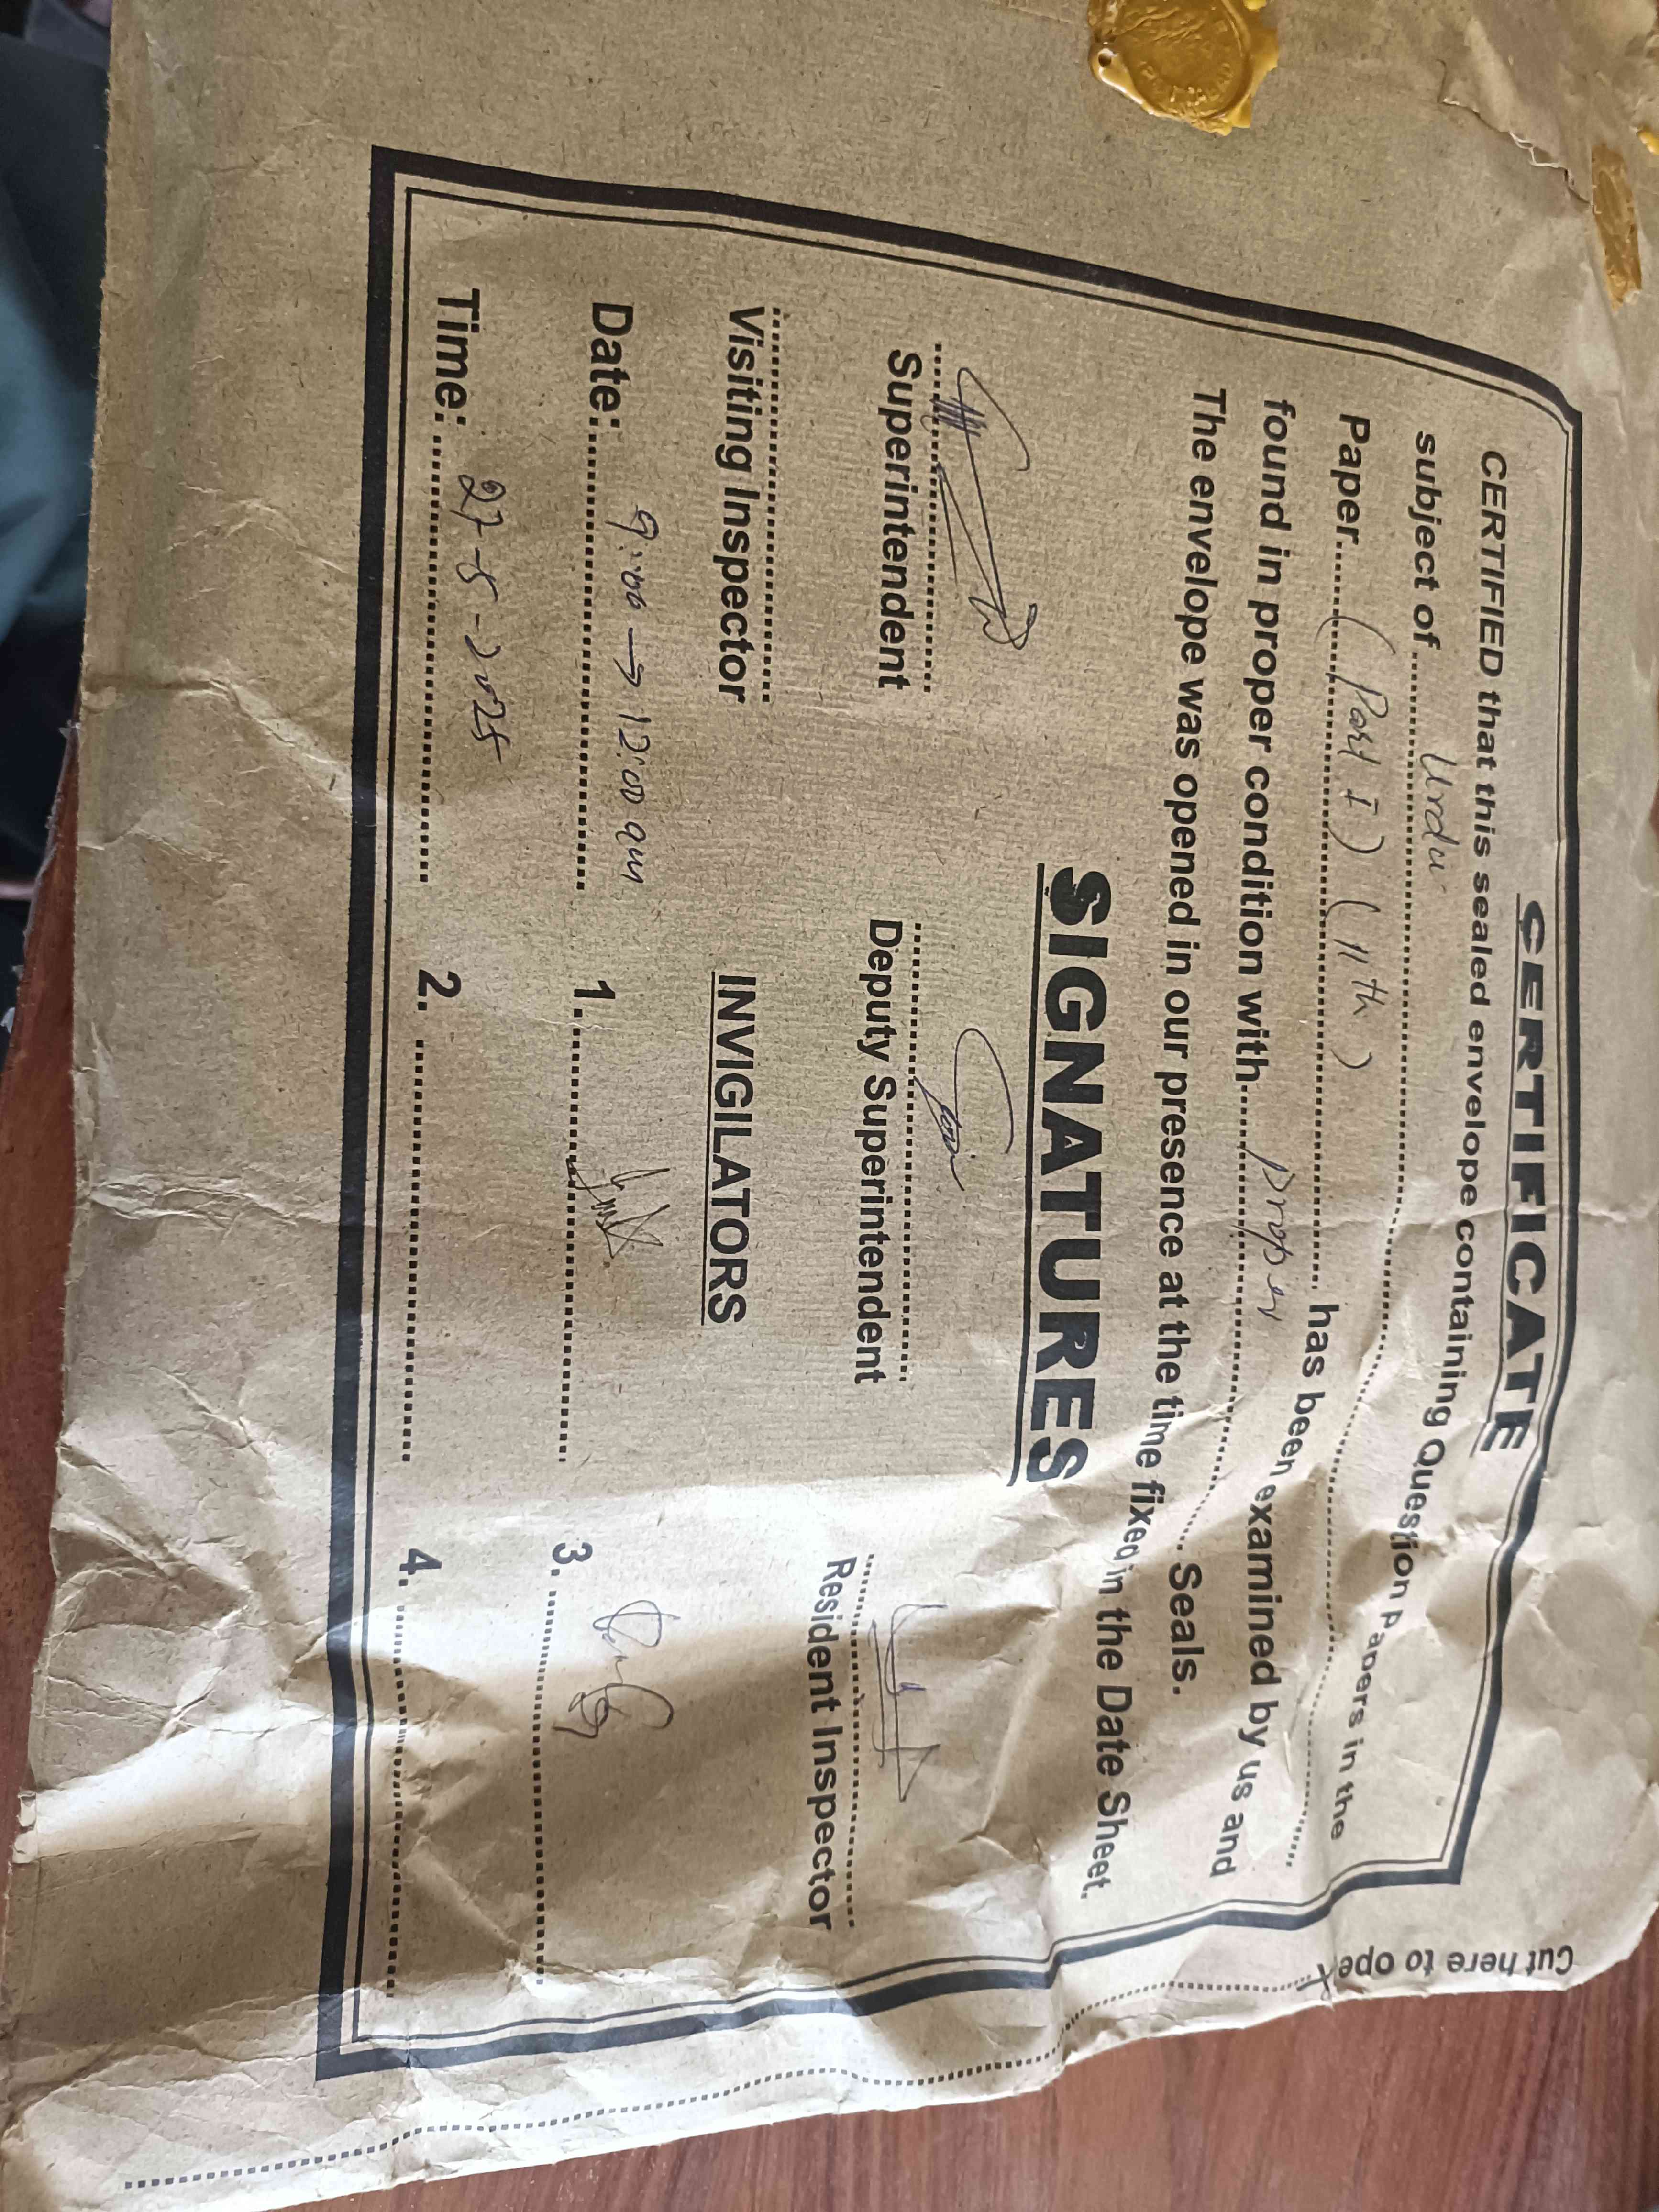 CERTIFICATE
CERTIFIED that this sealed envelope containing Question Papers in the
subject of Urdu
Paper (Part I) (11th) has been examined by us and
found in proper condition with proper Seals.
The envelope was opened in our presence at the time fixed in the Date Sheet.
SIGNATURES
Superintendent Deputy Superintendent Resident Inspector
Visiting Inspector INVIGILATORS
Date: 9:00 → 12:00 am 1. 3.
Time: 27-5-2025 2. 4.
Cut here to open